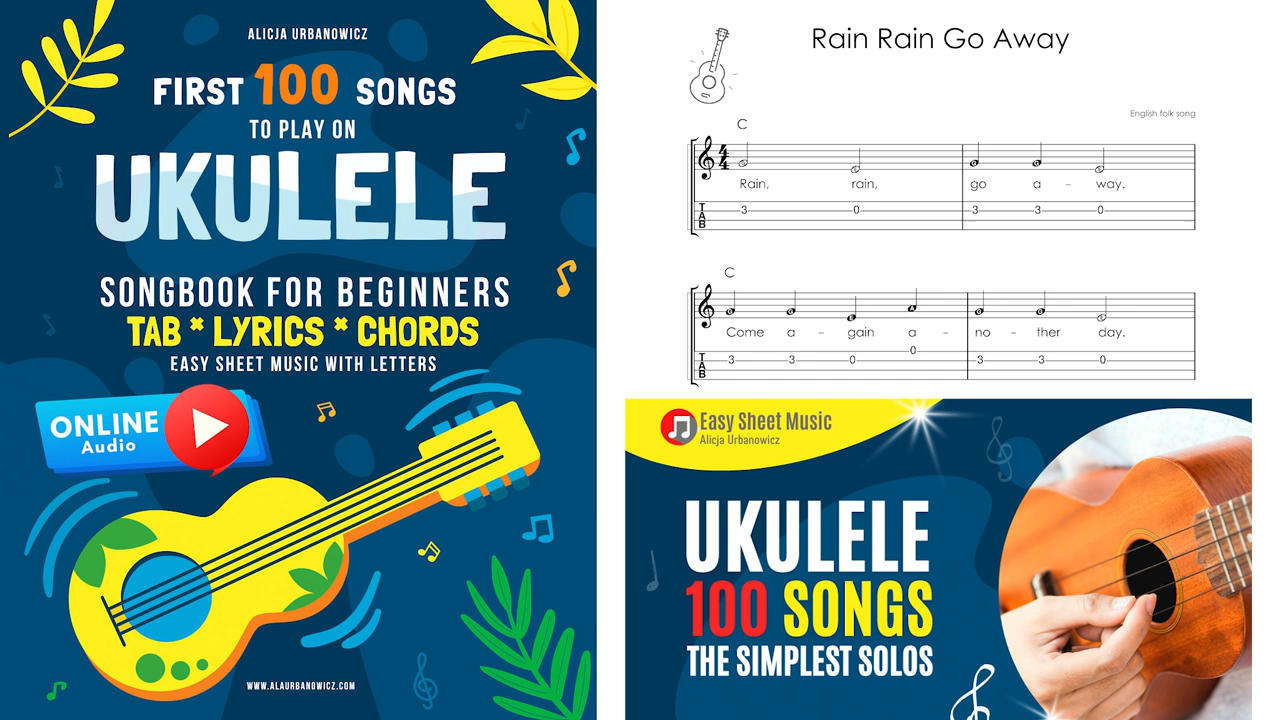 ALICJA URBANOWICZ
FIRST 100 SONGS
TO PLAY ON
UKULELE
SONGBOOK FOR BEGINNERS
TAB * LYRICS * CHORDS
EASY SHEET MUSIC WITH LETTERS
ONLINE
Audio
WWW.ALAURBANOWICZ.COM
Rain Rain Go Away
English folk song
C
4
4
G E G G E
Rain, rain, go a - way.
T
A
B
3 0 3 3 0
C
G G E A G G E
Come a - gain a - no - ther day.
T
A
B
3 3 0 0 3 3 0
Easy Sheet Music
Alicja Urbanowicz
UKULELE
100 SONGS
THE SIMPLEST SOLOS